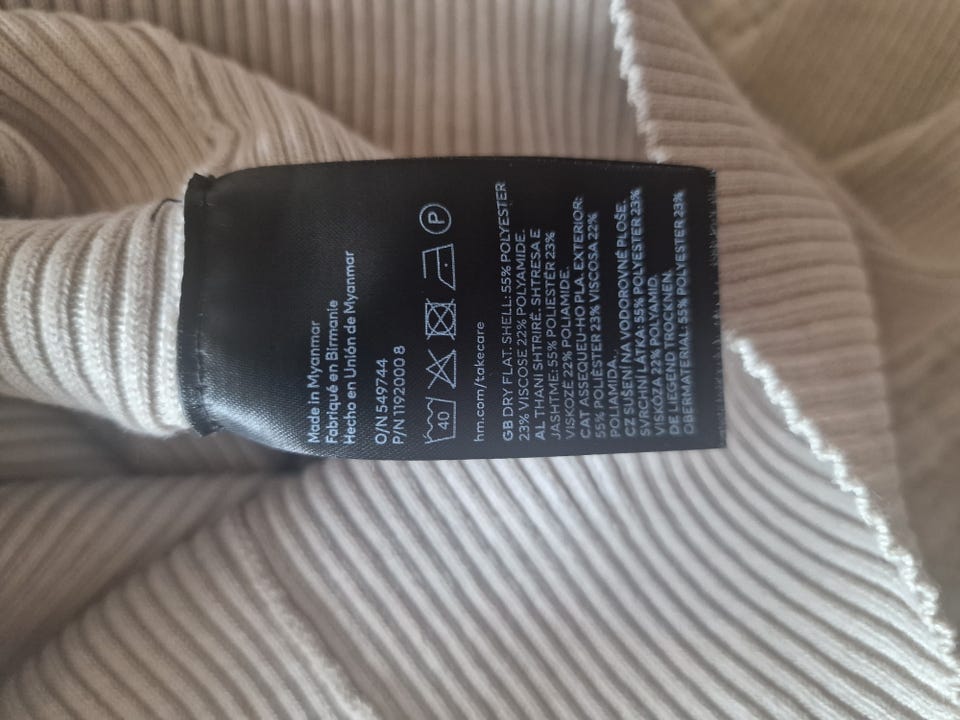 Made in Myanmar
Fabriqué en Birmanie
Hecho en Unión de Myanmar
O/N 549744
P/N 1192000 8
40
P
hm.com/takecare
GB DRY FLAT. SHELL: 55% POLYESTER
23% VISCOSE 22% POLYAMIDE.
AL THANI SHTRIRË. SHTRESA E
JASHTME: 55% POLIESTËR 23%
VISKOZË 22% POLIAMIDE.
CAT ASSEQUEU-HO PLA. EXTERIOR:
55% POLIÈSTER 23% VISCOSA 22%
POLIAMIDA.
CZ SUŠENÍ NA VODOROVNÉ PLOŠE.
SVRCHNÍ LÁTKA: 55% POLYESTER 23%
VISKÓZA 22% POLYAMID.
DE LIEGEND TROCKNEN.
OBERMATERIAL: 55% POLYESTER 23%